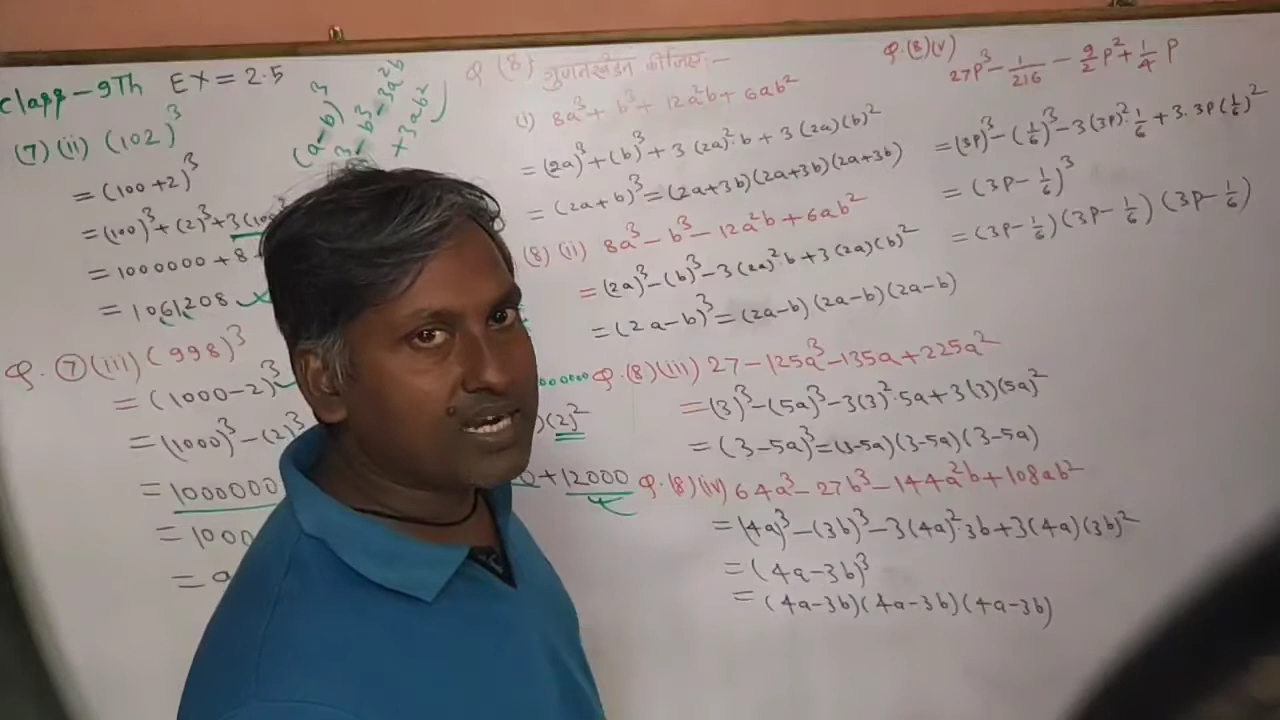 Class - 9Th Ex = 2.5
(7) (ii) (102)³
= (100+2)³
= (100)³ + (2)³ + 3(100
= 1000000 + 8
= 1061208
(a-b)³
- b³ - 3a²b
+ 3ab²
Q. (7) (iii) (998)³
= (1000-2)³
= (1000)³ - (2)³
)(2)²
= 1000000
+ 12000
= 1000
Q (8) गुणनखंडन कीजिए:-
(i) 8a³ + b³ + 12a²b + 6ab²
= (2a)³ + (b)³ + 3(2a)²·b + 3(2a)(b)²
= (2a+b)³ = (2a+3b)(2a+3b)(2a+3b)
(8) (ii) 8a³ - b³ - 12a²b + 6ab²
= (2a)³ - (b)³ - 3(2a)²·b + 3(2a)(b)²
= (2a-b)³ = (2a-b)(2a-b)(2a-b)
Q.(8)(iii) 27 - 125a³ - 135a + 225a²
= (3)³ - (5a)³ - 3(3)²·5a + 3(3)(5a)²
= (3-5a)³ = (3-5a)(3-5a)(3-5a)
Q.(8)(iv) 64a³ - 27b³ - 144a²b + 108ab²
= (4a)³ - (3b)³ - 3(4a)²·3b + 3(4a)(3b)²
= (4a-3b)³
= (4a-3b)(4a-3b)(4a-3b)
Q.(8)(v) 27p³ - 1/216 - 9/2 p² + 1/4 p
= (3p)³ - (1/6)³ - 3(3p)²·1/6 + 3·3p(1/6)²
= (3p - 1/6)³
= (3p - 1/6)(3p - 1/6)(3p - 1/6)